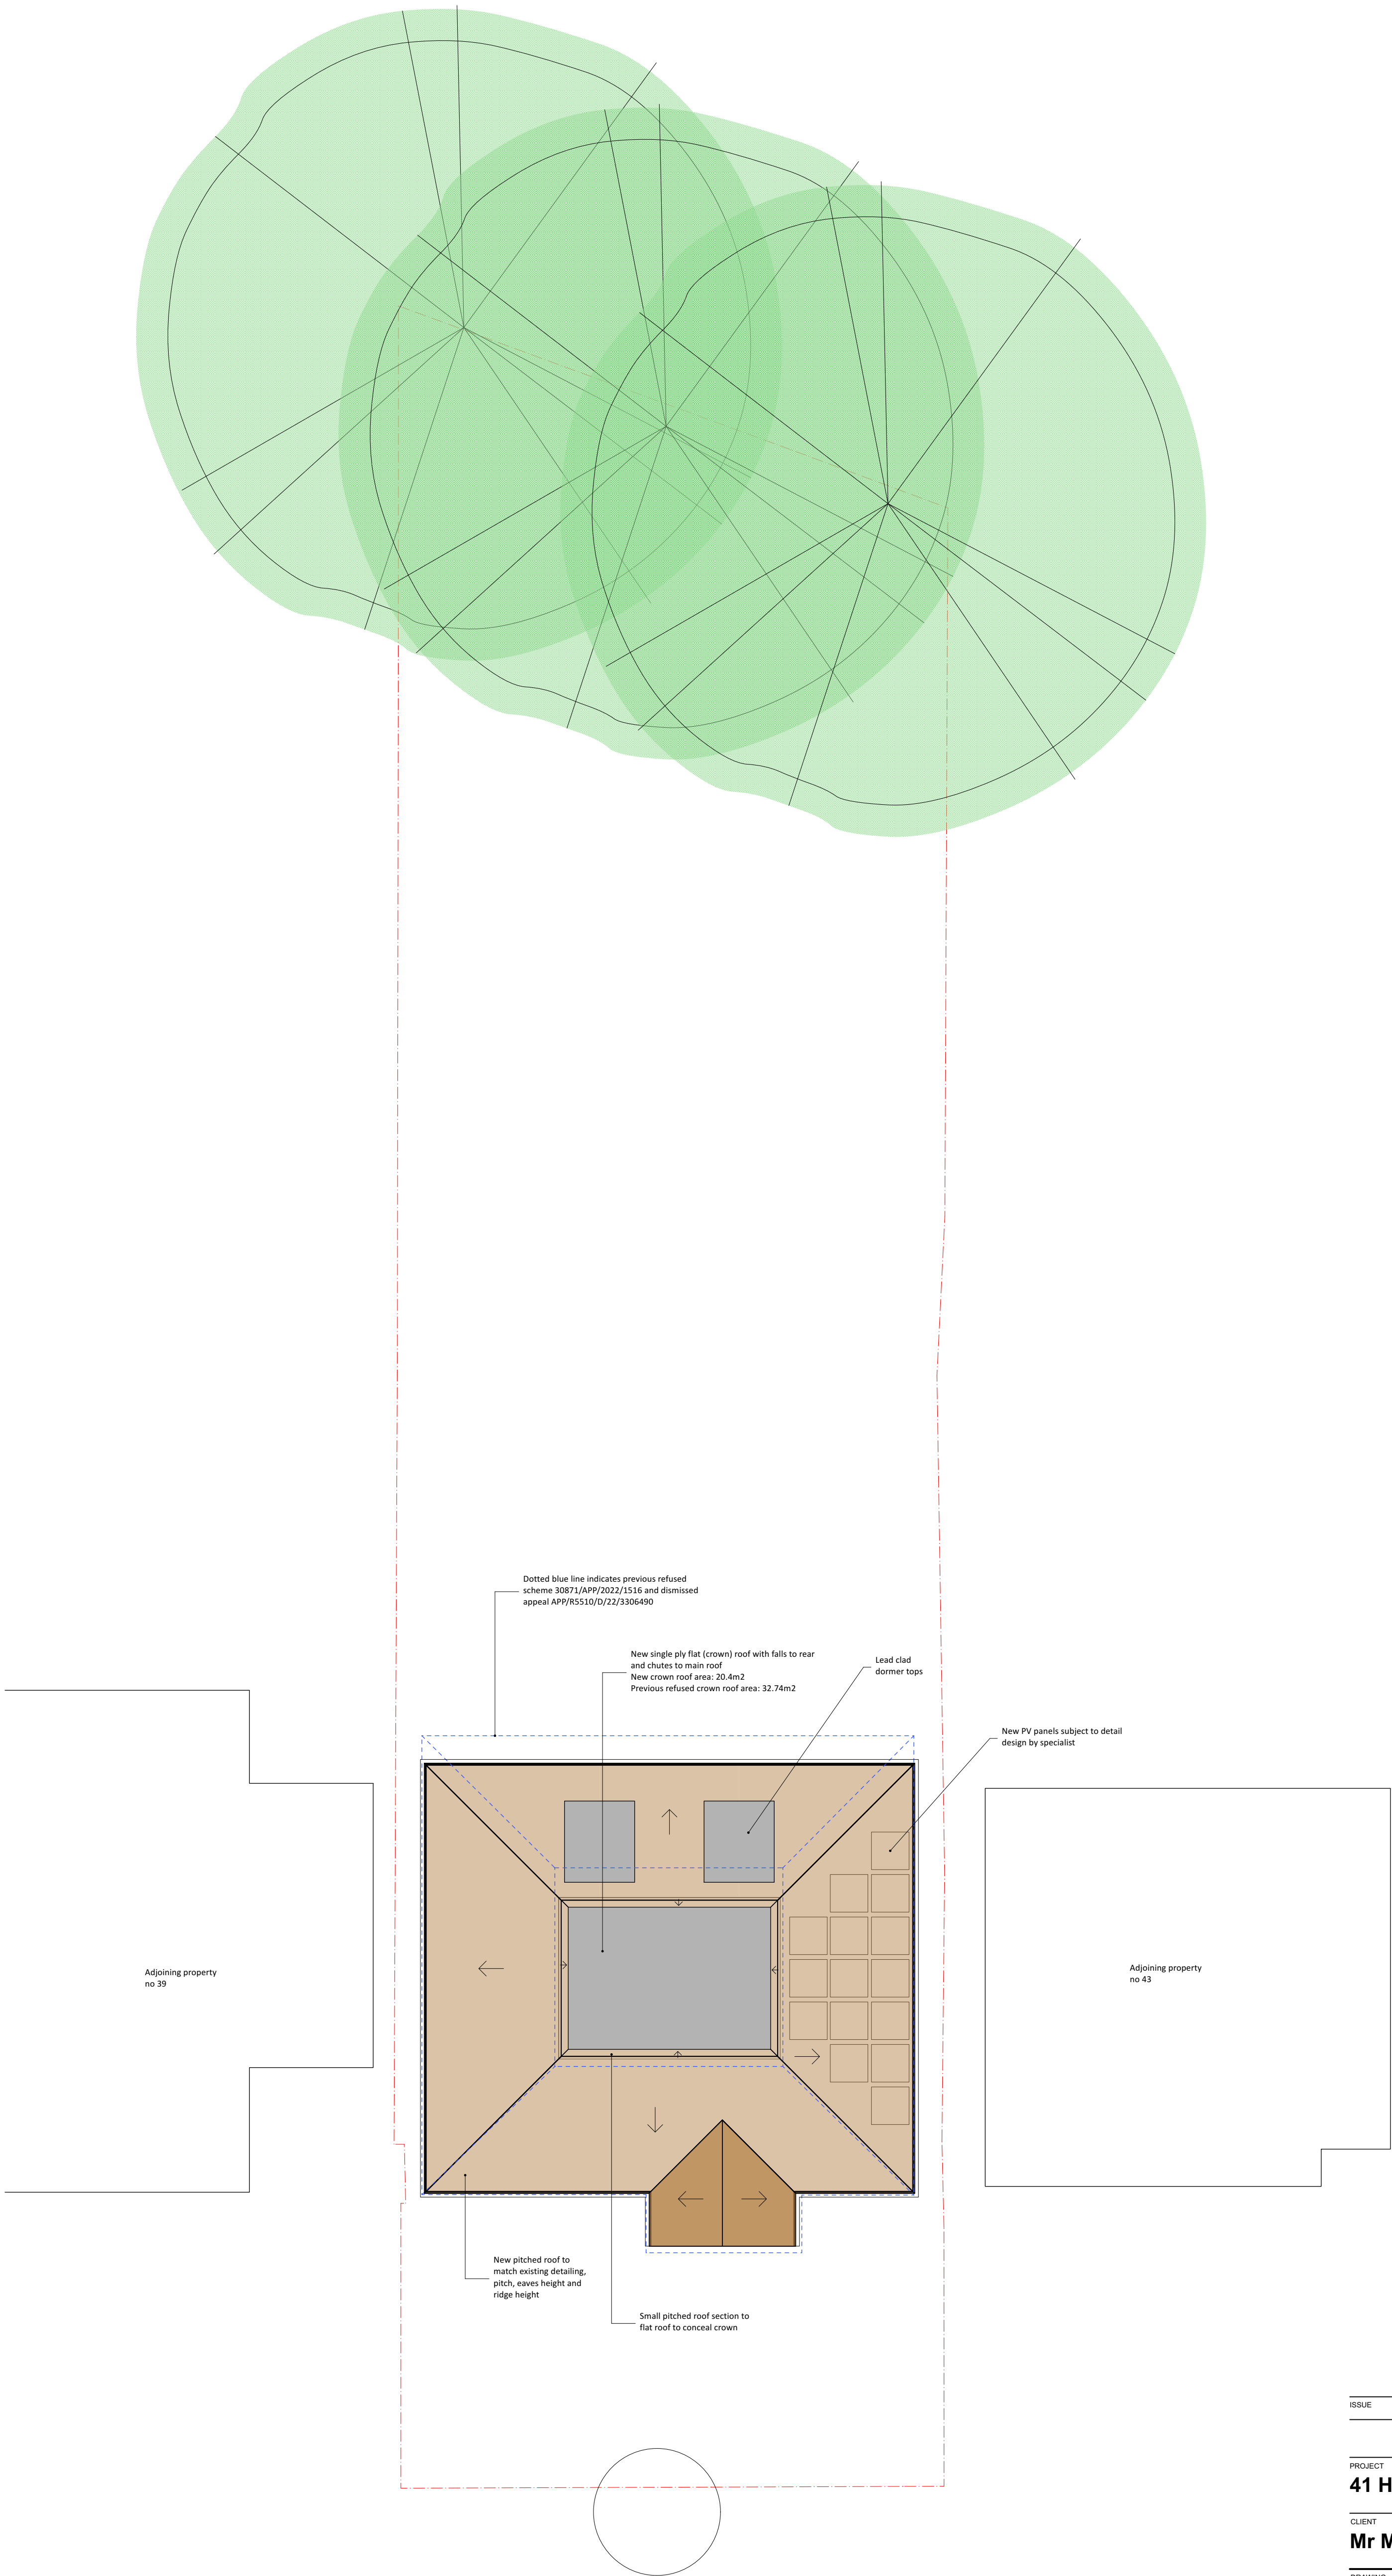 Dotted blue line indicates previous refused
scheme 30871/APP/2022/1516 and dismissed
appeal APP/R5510/D/22/3306490
New single ply flat (crown) roof with falls to rear
and chutes to main roof
New crown roof area: 20.4m2
Previous refused crown roof area: 32.74m2
Lead clad
dormer tops
New PV panels subject to detail
design by specialist
Adjoining property
no 39
Adjoining property
no 43
New pitched roof to
match existing detailing,
pitch, eaves height and
ridge height
Small pitched roof section to
flat roof to conceal crown
ISSUE
PROJECT
41 H
CLIENT
Mr M